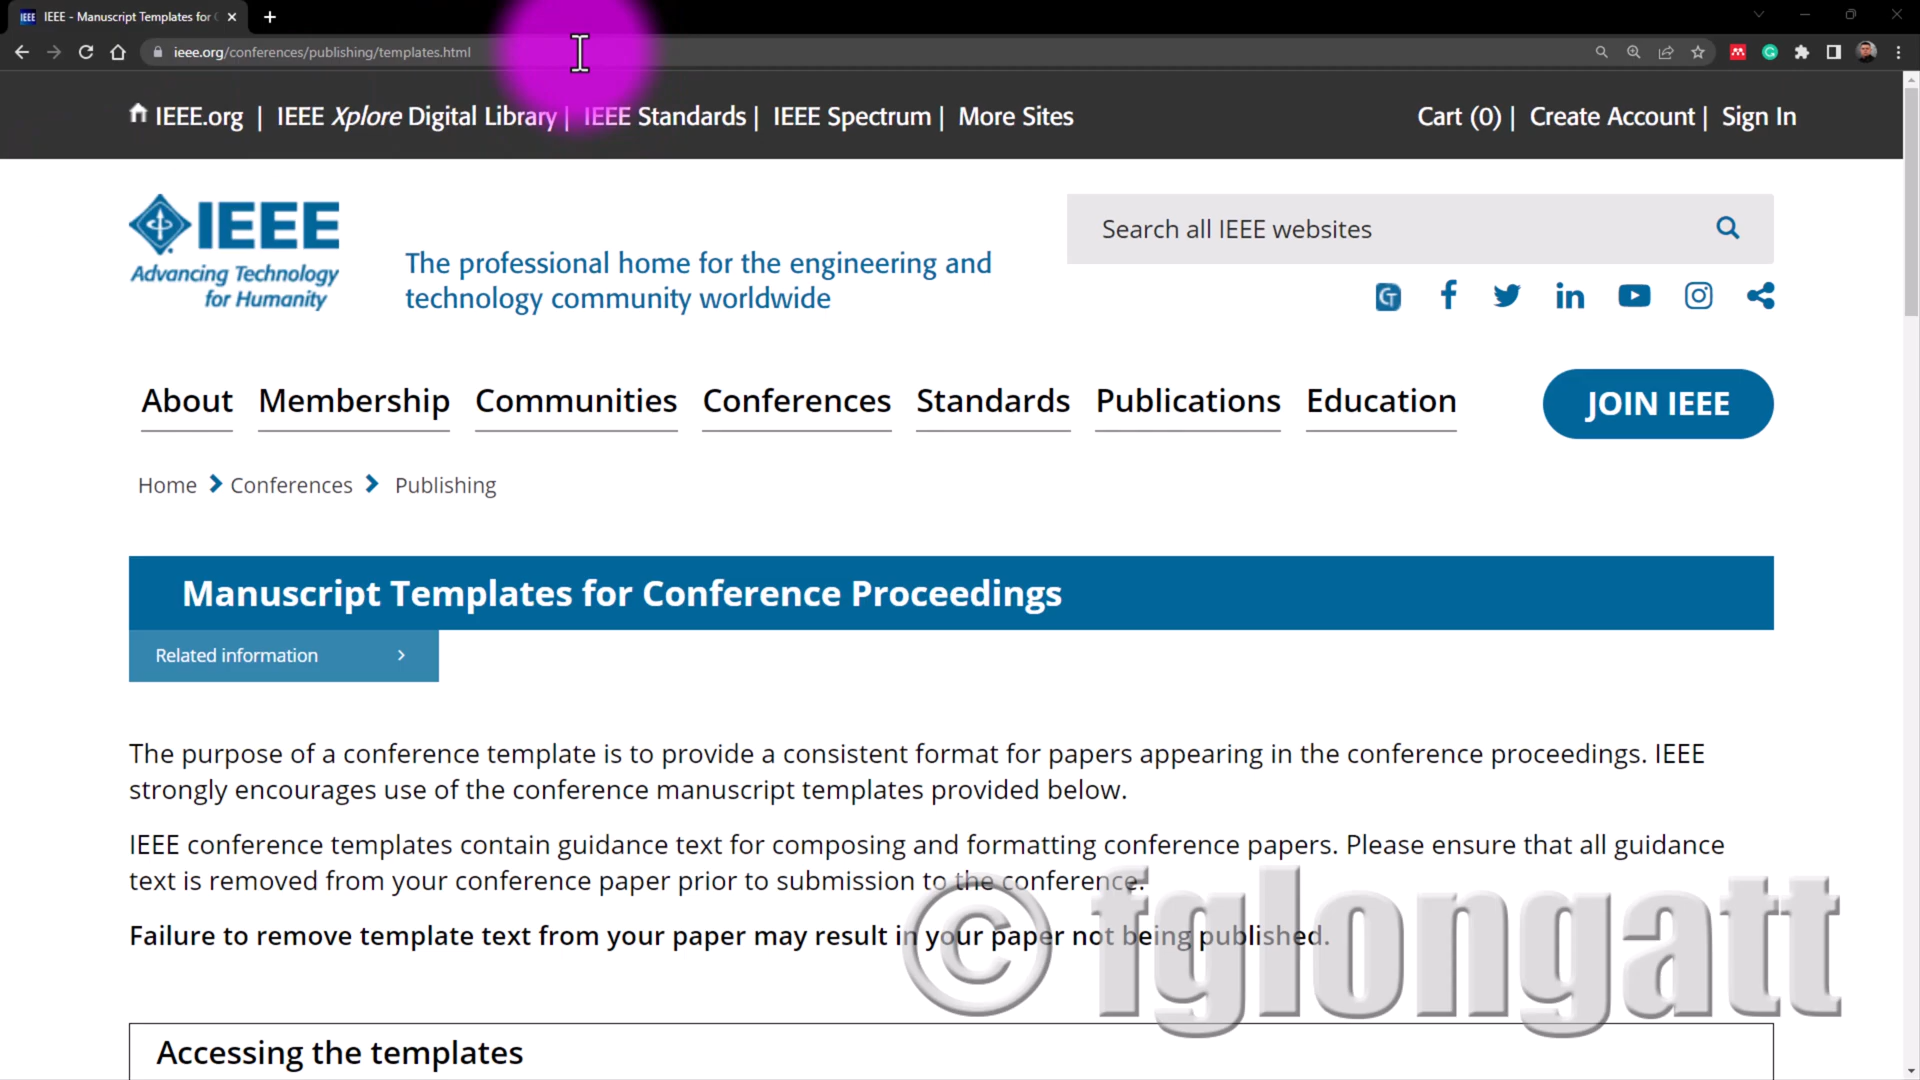 IEEE IEEE - Manuscript Templates for C
ieee.org/conferences/publishing/templates.html
IEEE.org | IEEE Xplore Digital Library | IEEE Standards | IEEE Spectrum | More Sites
Cart (0) | Create Account | Sign In
IEEE
Advancing Technology
for Humanity
The professional home for the engineering and
technology community worldwide
Search all IEEE websites
About Membership Communities Conferences Standards Publications Education
JOIN IEEE
Home Conferences Publishing
Manuscript Templates for Conference Proceedings
Related information
The purpose of a conference template is to provide a consistent format for papers appearing in the conference proceedings. IEEE
strongly encourages use of the conference manuscript templates provided below.
IEEE conference templates contain guidance text for composing and formatting conference papers. Please ensure that all guidance
text is removed from your conference paper prior to submission to the conference.
Failure to remove template text from your paper may result in your paper not being published.
© fglongatt
Accessing the templates